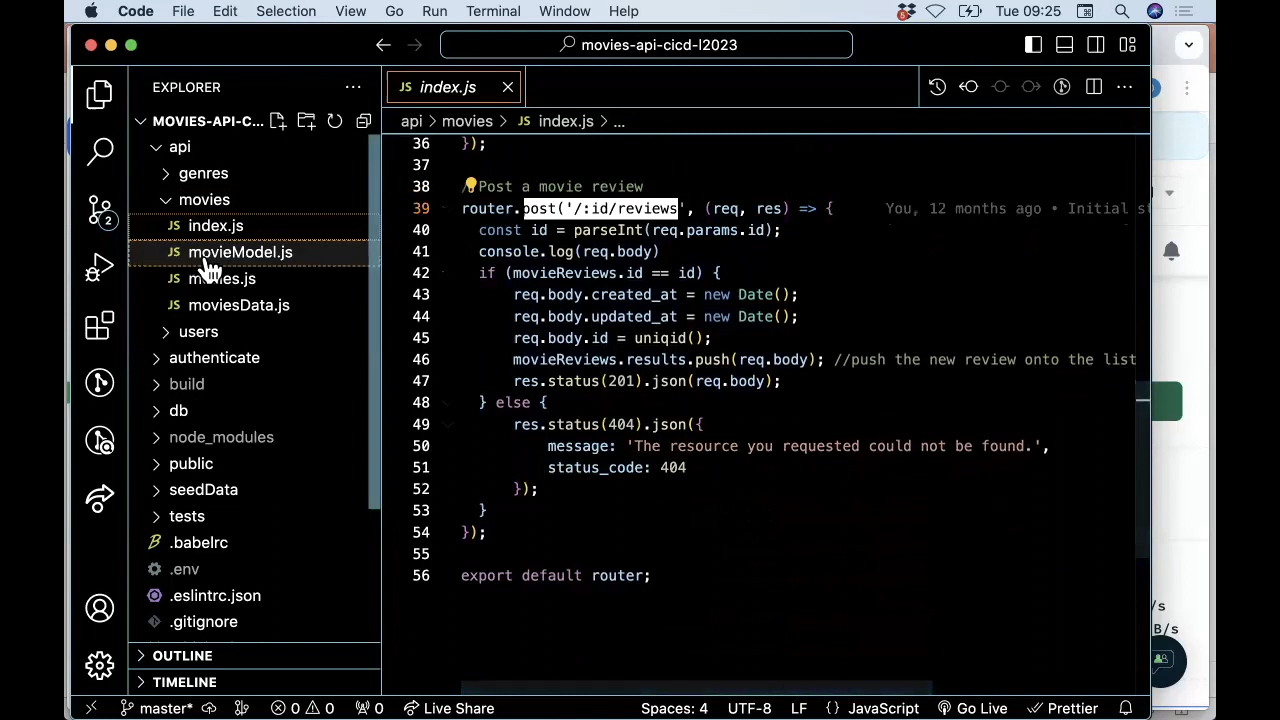 Code File Edit Selection View Go Run Terminal Window Help 5 Tue 09:25
movies-api-cicd-l2023
EXPLORER
MOVIES-API-C...
api
genres
movies
JS index.js
JS movieModel.js
JS
JS moviesData.js
users
authenticate
build
db
node_modules
public
seedData
tests
.babelrc
.env
.eslintrc.json
.gitignore
OUTLINE
TIMELINE
2
JS index.js
api > movies > JS index.js > ...
36 });
37
38 /Post a movie review
39 router.post('/:id/reviews', (req, res) => { You, 12 months ago • Initial
40 const id = parseInt(req.params.id);
41 console.log(req.body)
42 if (movieReviews.id == id) {
43 req.body.created_at = new Date();
44 req.body.updated_at = new Date();
45 req.body.id = uniqid();
46 movieReviews.results.push(req.body); //push the new review onto the list
47 res.status(201).json(req.body);
48 } else {
49 res.status(404).json({
50 message: 'The resource you requested could not be found.',
51 status_code: 404
52 });
53 }
54 });
55
56 export default router;
/s
B/s
master* 0 0 0 Live Share Spaces: 4 UTF-8 LF {} JavaScript Go Live Prettier